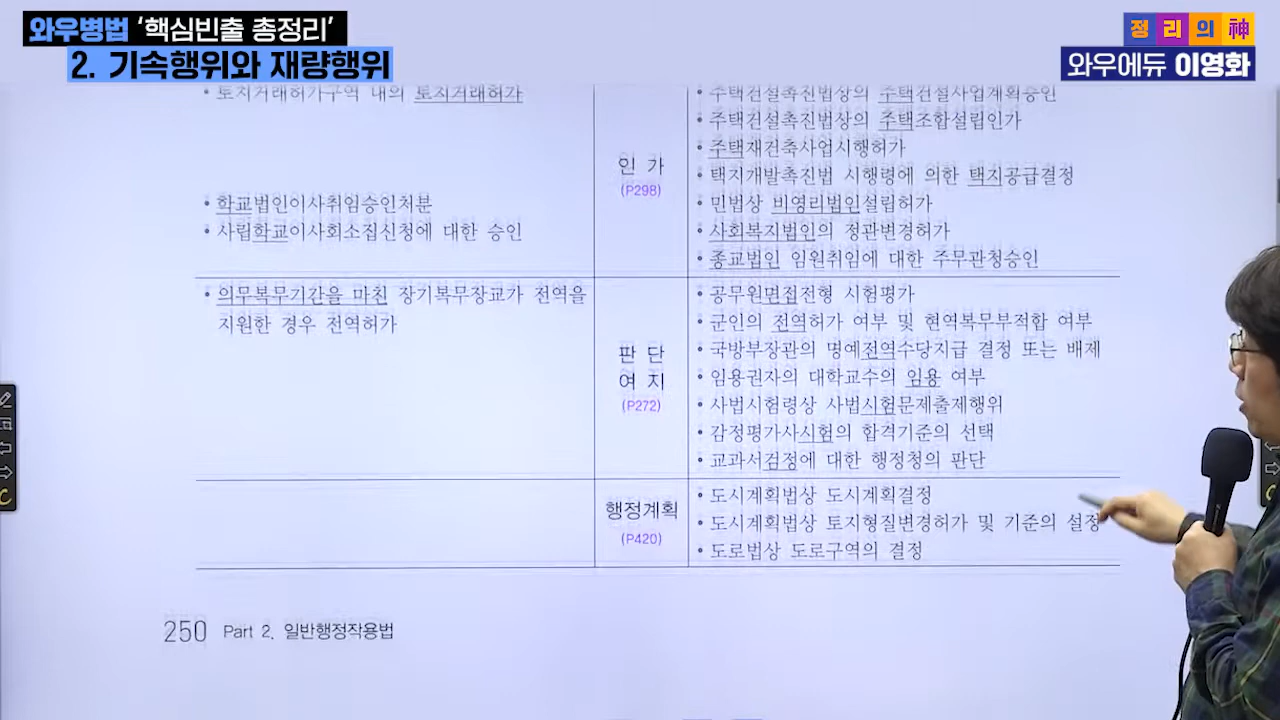 와우병법 '핵심빈출 총정리'
2. 기속행위와 재량행위
정리의神
와우에듀 이영화
• 토지거래허가구역 내의 토지거래허가
• 학교법인이사취임승인처분
• 사립학교이사회소집신청에 대한 승인
인 가
(P298)
• 주택건설촉진법상의 주택건설사업계획승인
• 주택건설촉진법상의 주택조합설립인가
• 주택재건축사업시행허가
• 택지개발촉진법 시행령에 의한 택지공급결정
• 민법상 비영리법인설립허가
• 사회복지법인의 정관변경허가
• 종교법인 임원취임에 대한 주무관청승인
• 의무복무기간을 마친 장기복무장교가 전역을
지원한 경우 전역허가
판 단
여 지
(P272)
• 공무원면접전형 시험평가
• 군인의 전역허가 여부 및 현역복무부적합 여부
• 국방부장관의 명예전역수당지급 결정 또는 배제
• 임용권자의 대학교수의 임용 여부
• 사법시험령상 사법시험문제출제행위
• 감정평가사시험의 합격기준의 선택
• 교과서검정에 대한 행정청의 판단
행정계획
(P420)
• 도시계획법상 도시계획결정
• 도시계획법상 토지형질변경허가 및 기준의 설정
• 도로법상 도로구역의 결정
250 Part 2. 일반행정작용법